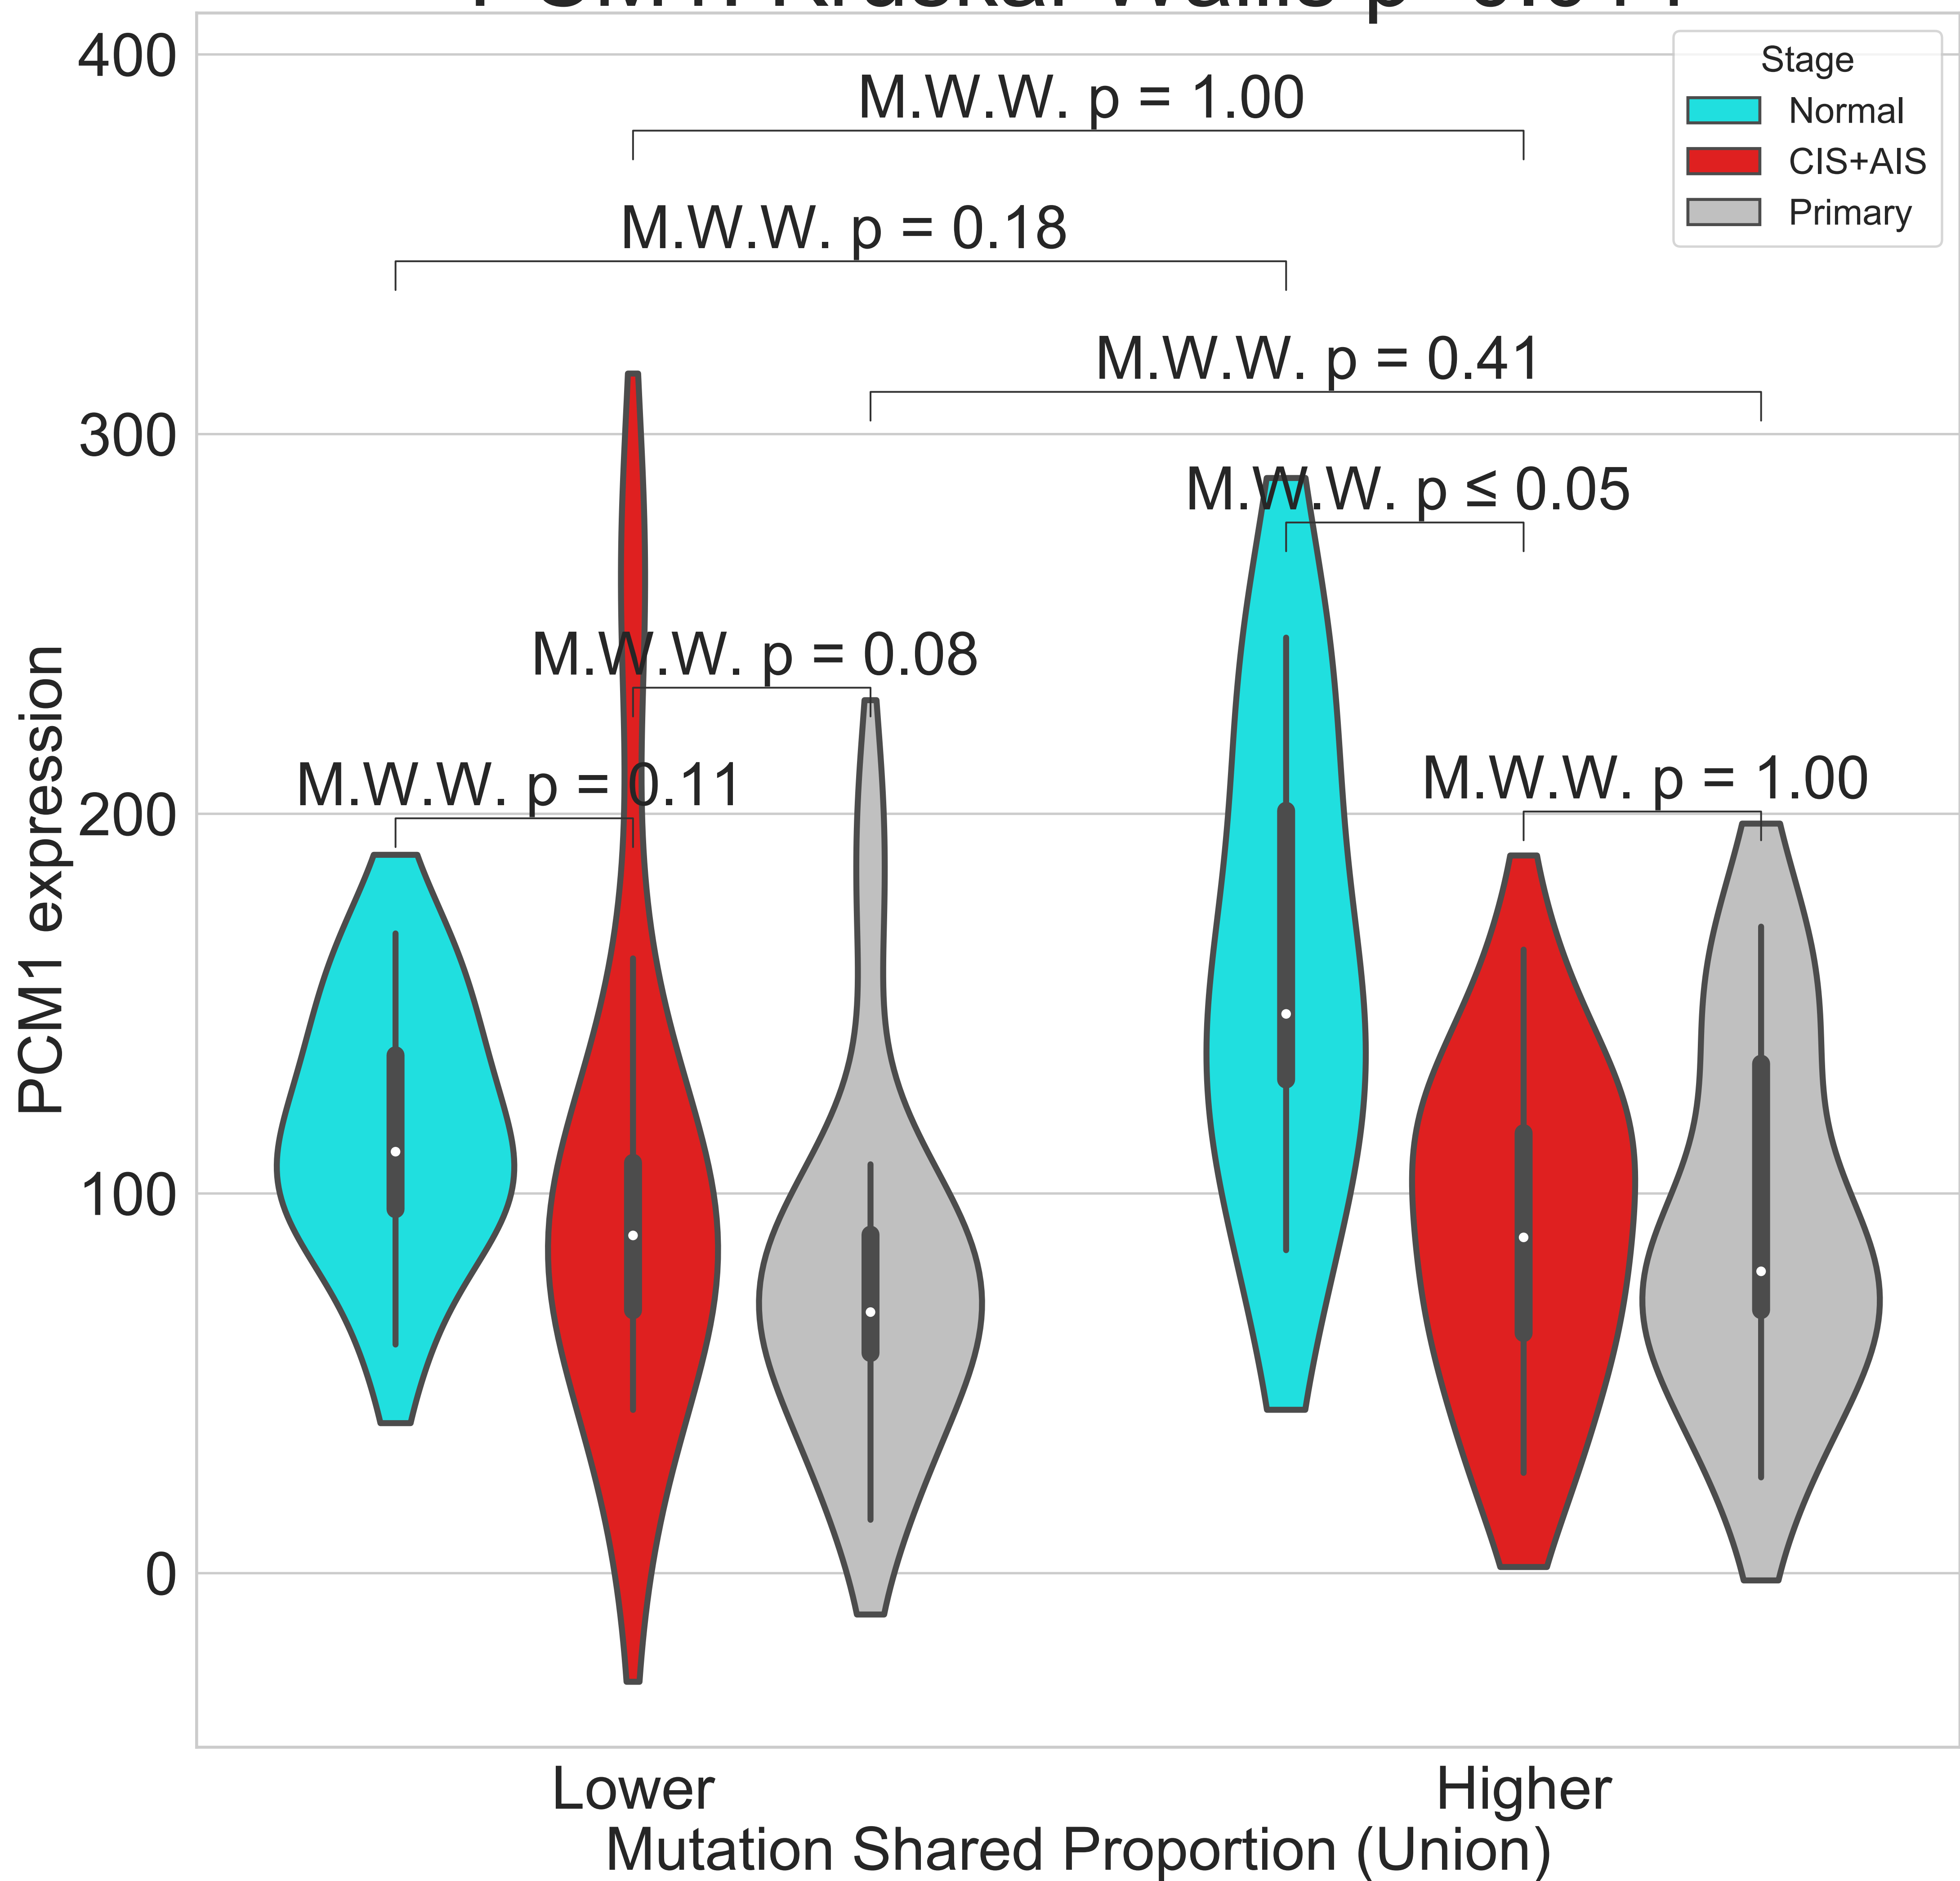 400
M.W.W. p = 1.00
Stage
Normal
CIS+AIS
Primary
M.W.W. p = 0.18
M.W.W. p = 0.41
300
M.W.W. p ≤ 0.05
M.W.W. p = 0.08
M.W.W. p = 0.11
M.W.W. p = 1.00
200
PCM1 expression
100
0
Lower
Higher
Mutation Shared Proportion (Union)